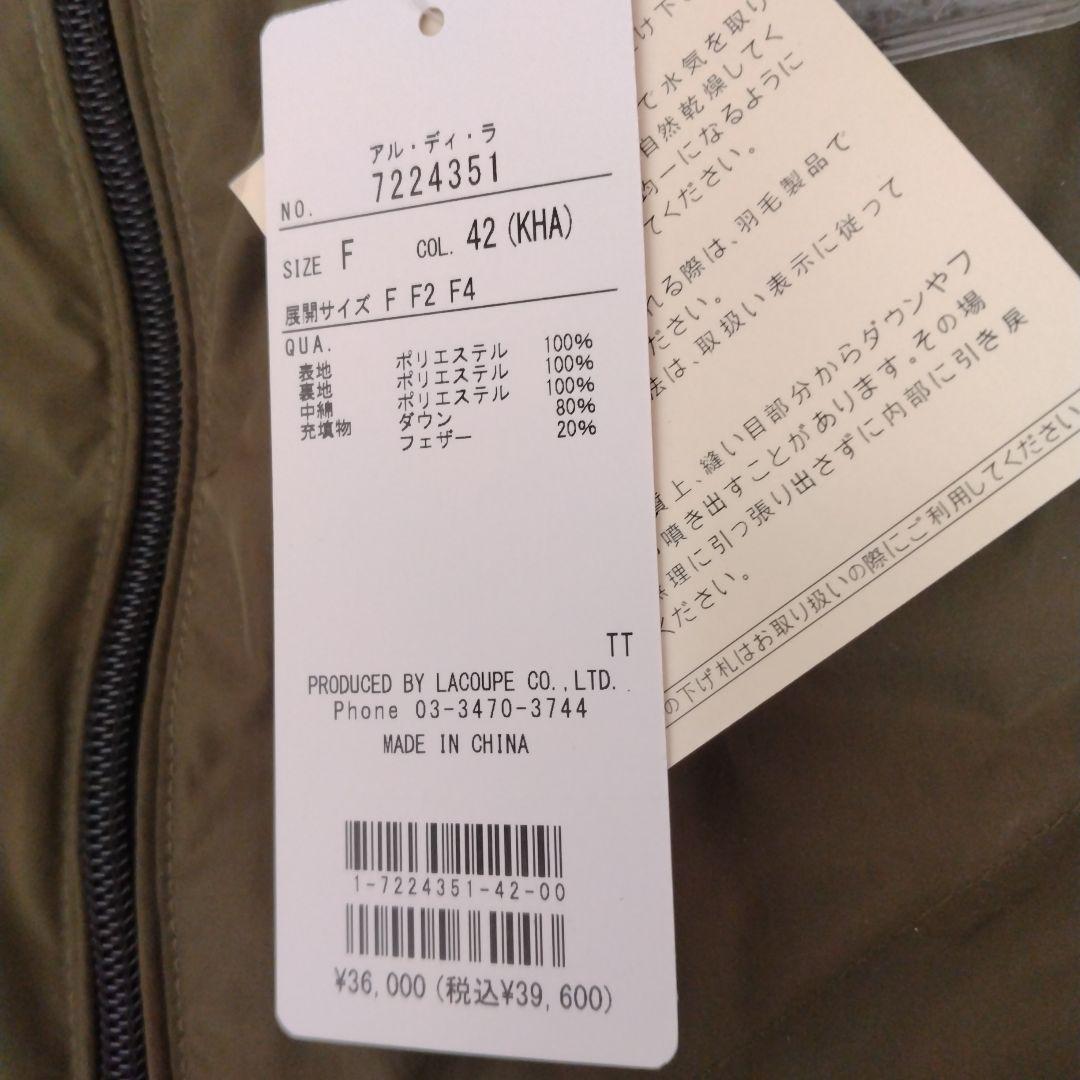 アル・ディ・ラ
NO. 7224351
SIZE F COL. 42(KHA)
展開サイズ F F2 F4
QUA.
表地 ポリエステル 100%
裏地 ポリエステル 100%
中綿 ポリエステル 100%
充填物 ダウン 80%
フェザー 20%
TT
PRODUCED BY LACOUPE CO.,LTD.
Phone 03-3470-3744
MADE IN CHINA
1-7224351-42-00
¥36,000(税込¥39,600)
け下
で水気を取り
自然乾燥してく
均一になるように
てください。
れる際は、羽毛製品で
ださい。
法は、取扱い表示に従って
質上、縫い目部分からダウンやフ
噴き出すことがあります。その場
無理に引っ張り出さずに内部に引き戻
ください。
の下げ札はお取り扱いの際にご利用してください